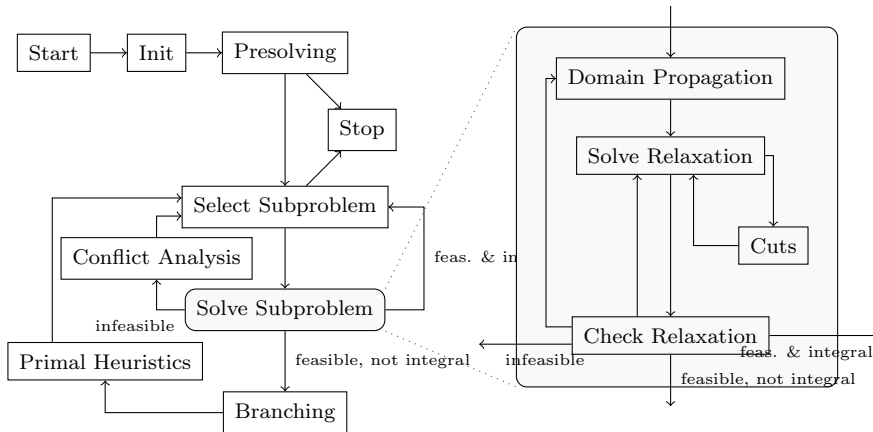 Start
Init
Presolving
Stop
Select Subproblem
Conflict Analysis
feas. & in
Solve Subproblem
infeasible
Primal Heuristics
feasible, not integral
Branching
Domain Propagation
Solve Relaxation
Cuts
Check Relaxation
infeasible
feas. & integral
feasible, not integral